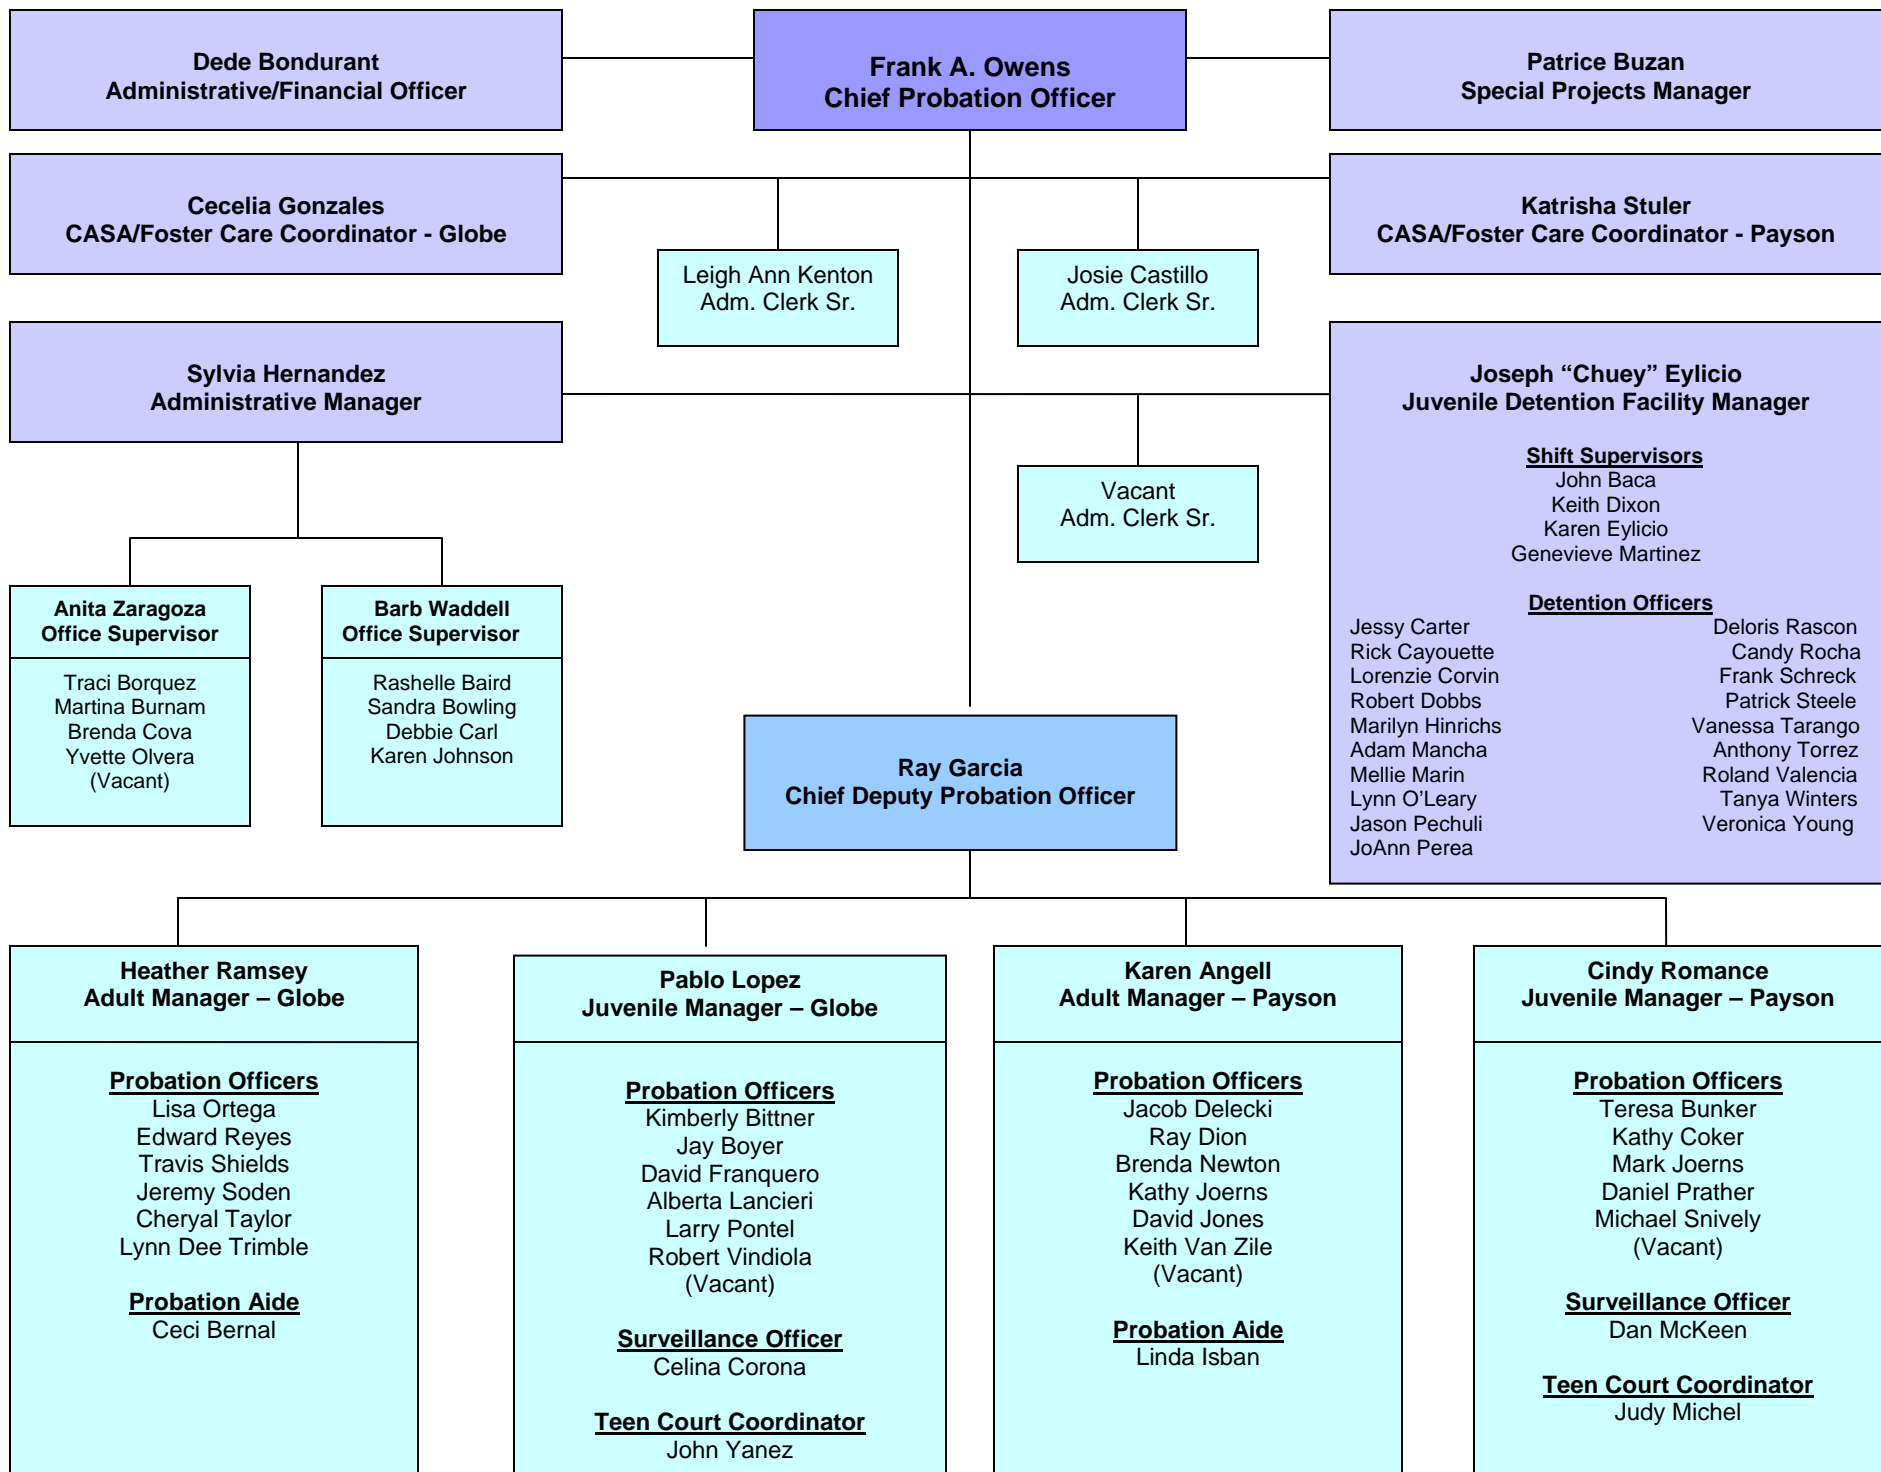 Dede Bondurant
Administrative/Financial Officer
Frank A. Owens
Chief Probation Officer
Patrice Buzan
Special Projects Manager
Cecelia Gonzales
CASA/Foster Care Coordinator - Globe
Katrisha Stuler
CASA/Foster Care Coordinator - Payson
Leigh Ann Kenton
Adm. Clerk Sr.
Josie Castillo
Adm. Clerk Sr.
Sylvia Hernandez
Administrative Manager
Joseph “Chuey” Eylicio
Juvenile Detention Facility Manager
Shift Supervisors
John Baca
Keith Dixon
Karen Eylicio
Genevieve Martinez
Detention Officers
Jessy Carter Deloris Rascon
Rick Cayouette Candy Rocha
Lorenzie Corvin Frank Schreck
Robert Dobbs Patrick Steele
Marilyn Hinrichs Vanessa Tarango
Adam Mancha Anthony Torrez
Mellie Marin Roland Valencia
Lynn O’Leary Tanya Winters
Jason Pechuli Veronica Young
JoAnn Perea
Vacant
Adm. Clerk Sr.
Anita Zaragoza
Office Supervisor
Traci Borquez
Martina Burnam
Brenda Cova
Yvette Olvera
(Vacant)
Barb Waddell
Office Supervisor
Rashelle Baird
Sandra Bowling
Debbie Carl
Karen Johnson
Ray Garcia
Chief Deputy Probation Officer
Heather Ramsey
Adult Manager – Globe
Probation Officers
Lisa Ortega
Edward Reyes
Travis Shields
Jeremy Soden
Cheryal Taylor
Lynn Dee Trimble
Probation Aide
Ceci Bernal
Pablo Lopez
Juvenile Manager – Globe
Probation Officers
Kimberly Bittner
Jay Boyer
David Franquero
Alberta Lancieri
Larry Pontel
Robert Vindiola
(Vacant)
Surveillance Officer
Celina Corona
Teen Court Coordinator
John Yanez
Karen Angell
Adult Manager – Payson
Probation Officers
Jacob Delecki
Ray Dion
Brenda Newton
Kathy Joerns
David Jones
Keith Van Zile
(Vacant)
Probation Aide
Linda Isban
Cindy Romance
Juvenile Manager – Payson
Probation Officers
Teresa Bunker
Kathy Coker
Mark Joerns
Daniel Prather
Michael Snively
(Vacant)
Surveillance Officer
Dan McKeen
Teen Court Coordinator
Judy Michel